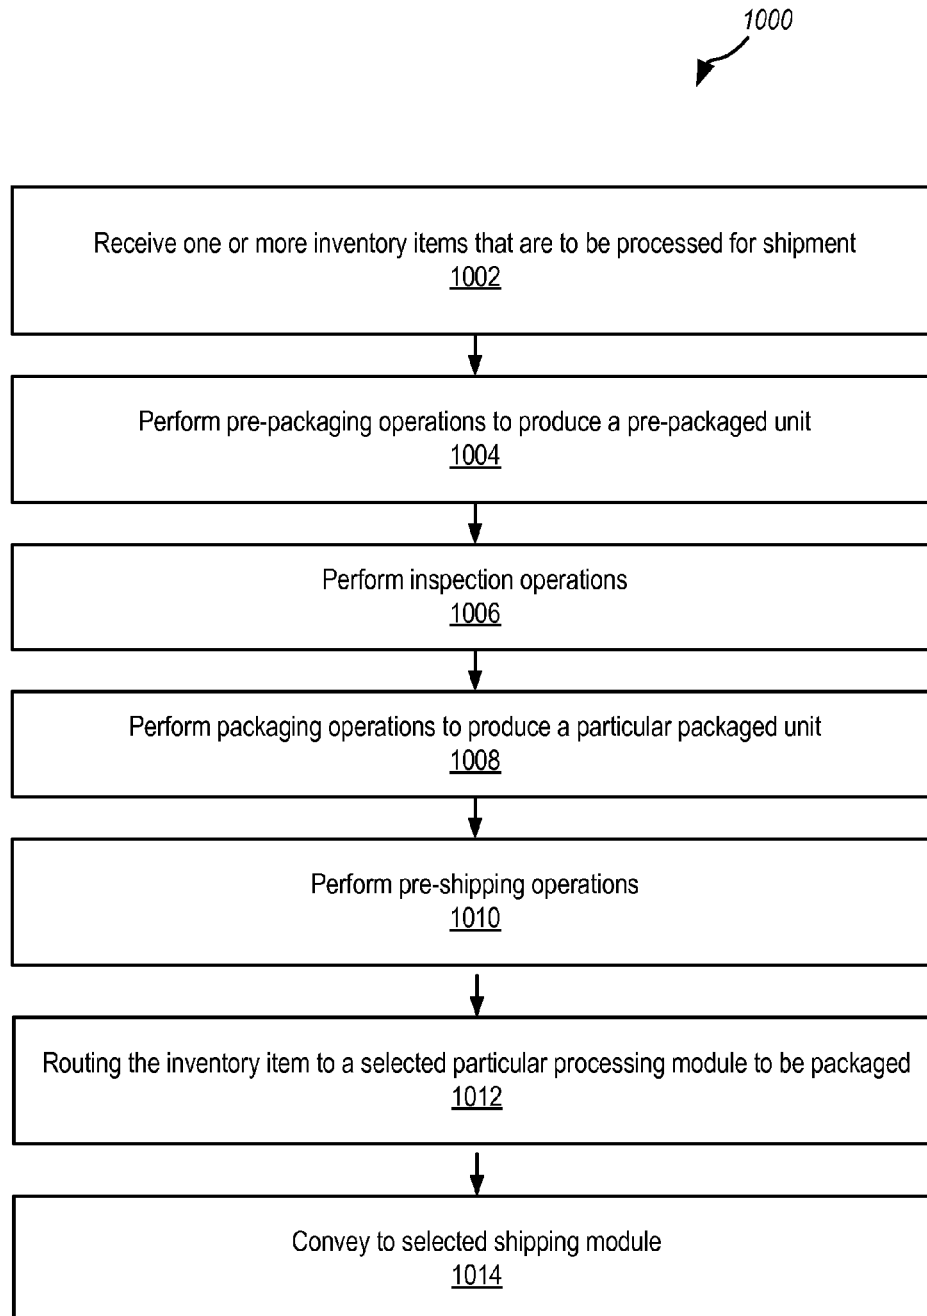 1000
Receive one or more inventory items that are to be processed for shipment
1002
Perform pre-packaging operations to produce a pre-packaged unit
1004
Perform inspection operations
1006
Perform packaging operations to produce a particular packaged unit
1008
Perform pre-shipping operations
1010
Routing the inventory item to a selected particular processing module to be packaged
1012
Convey to selected shipping module
1014